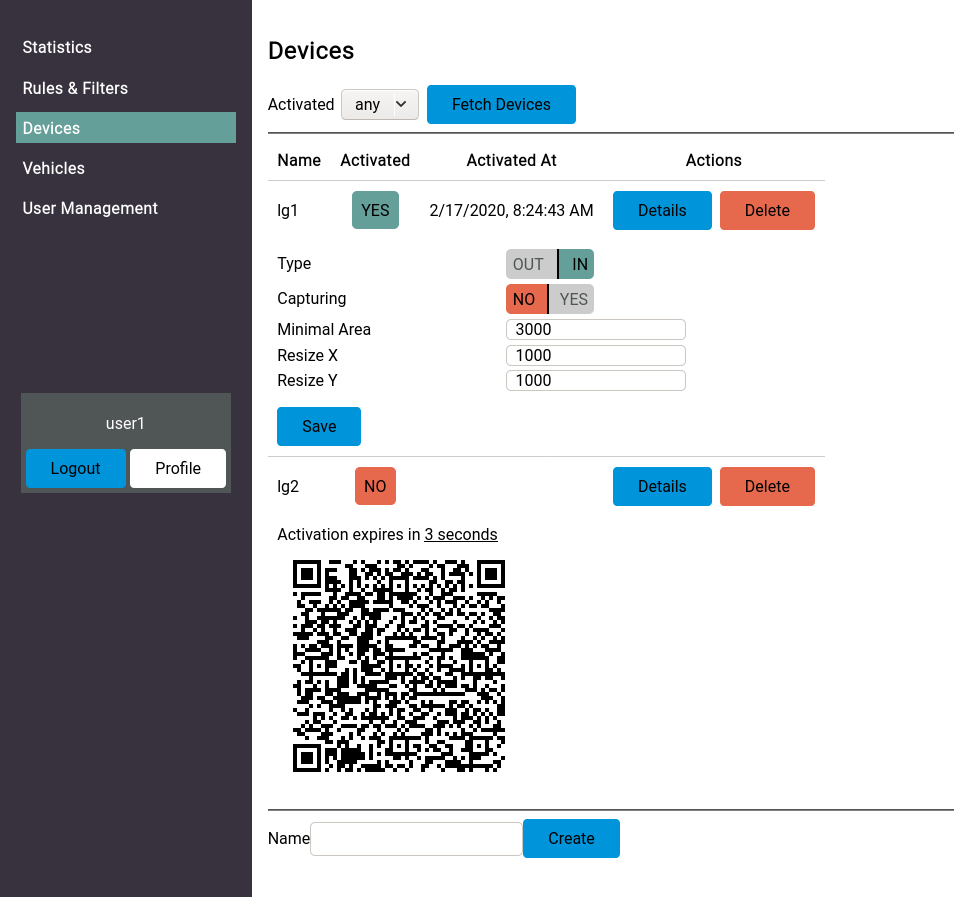 Statistics
Rules & Filters
Devices
Vehicles
User Management
user1
Logout Profile
Devices
Activated any Fetch Devices
Name Activated Activated At Actions
lg1 YES 2/17/2020, 8:24:43 AM Details Delete
Type OUT IN
Capturing NO YES
Minimal Area 3000
Resize X 1000
Resize Y 1000
Save
lg2 NO Details Delete
Activation expires in 3 seconds
Name Create